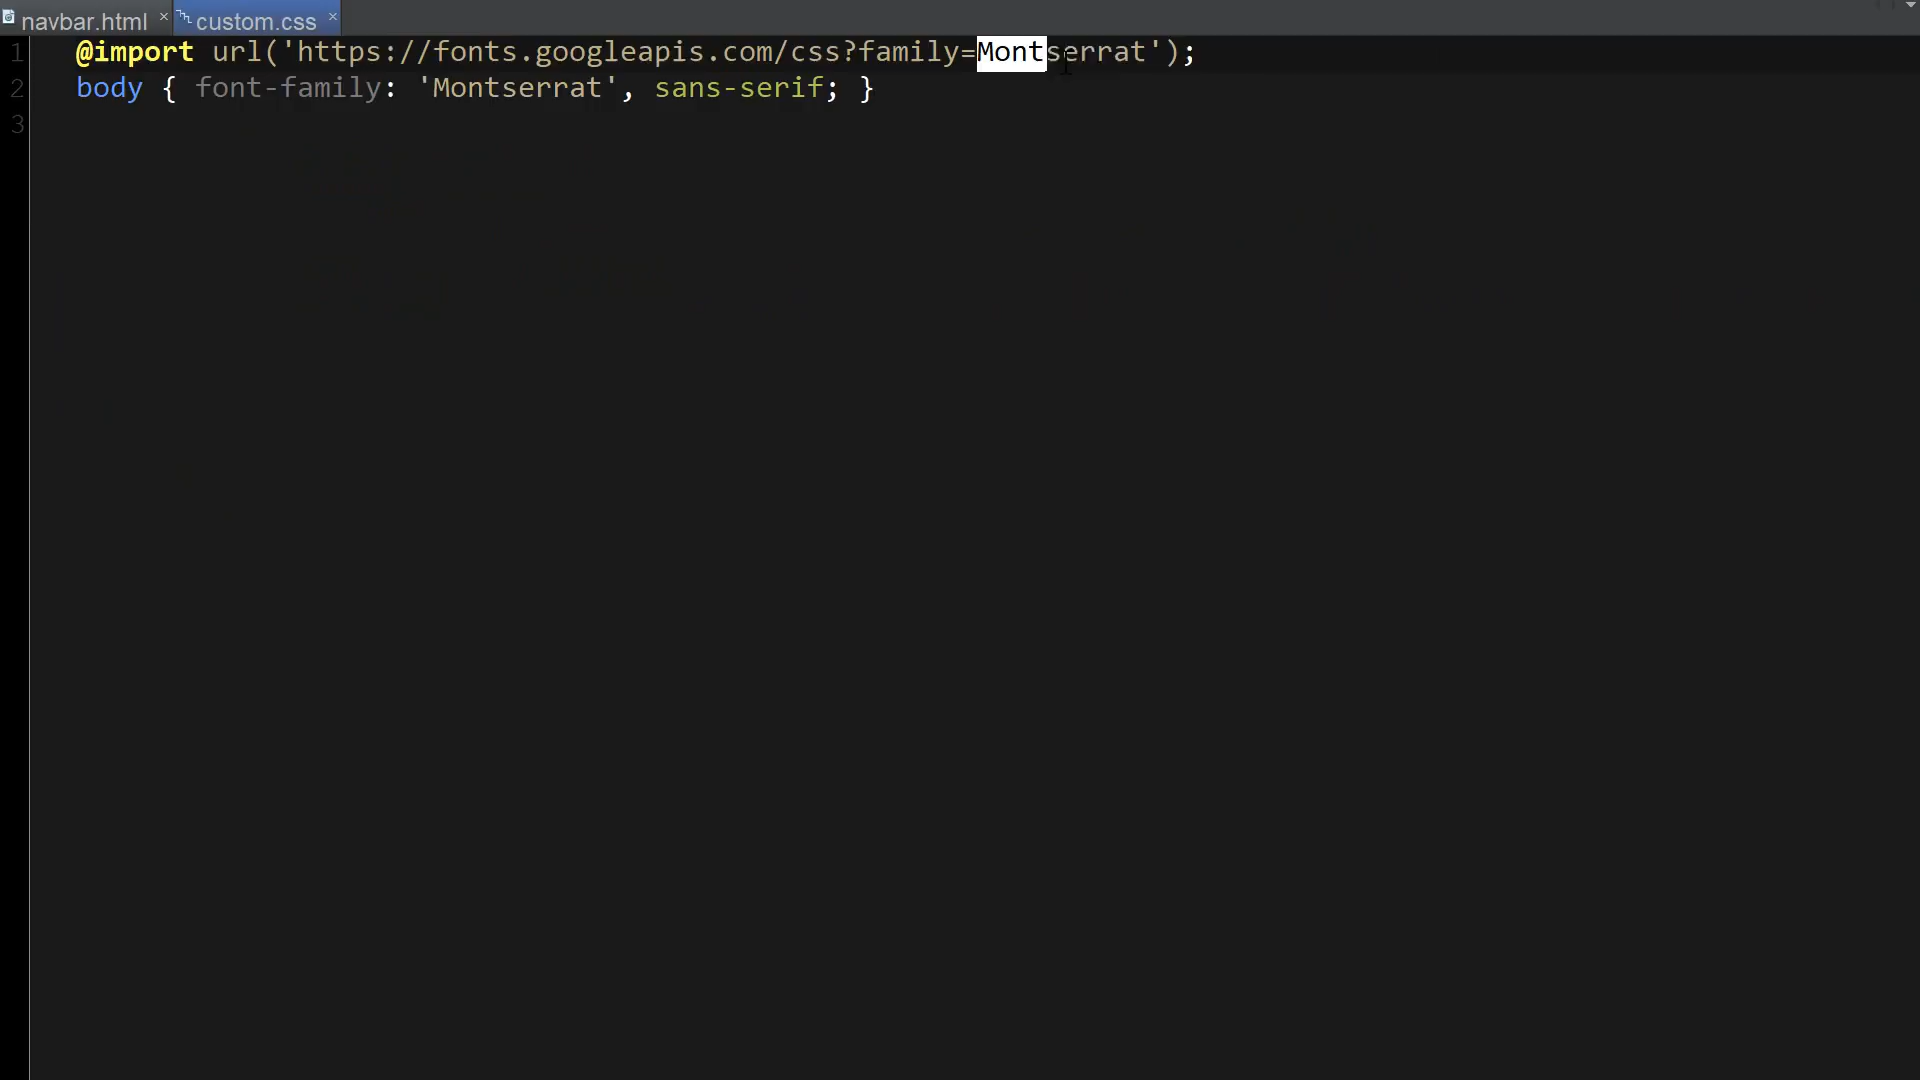 navbar.html × custom.css ×
1 @import url('https://fonts.googleapis.com/css?family=Montserrat');
2 body { font-family: 'Montserrat', sans-serif; }
3